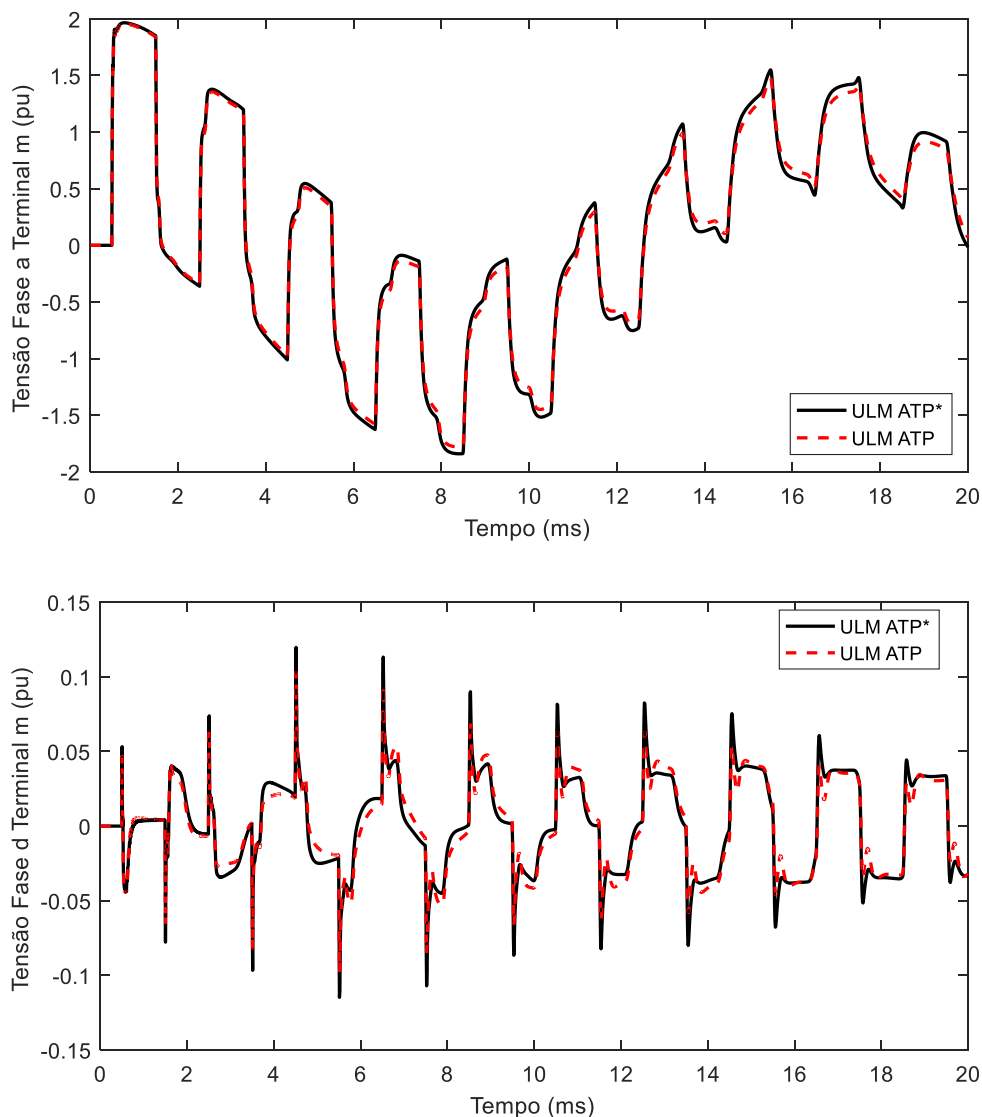 Tensão Fase a Terminal m (pu)
2
1.5
1
0.5
0
-0.5
-1
-1.5
-2
ULM ATP*
ULM ATP
0 2 4 6 8 10 12 14 16 18 20
Tempo (ms)
Tensão Fase d Terminal m (pu)
0.15
0.1
0.05
0
-0.05
-0.1
-0.15
ULM ATP*
ULM ATP
0 2 4 6 8 10 12 14 16 18 20
Tempo (ms)